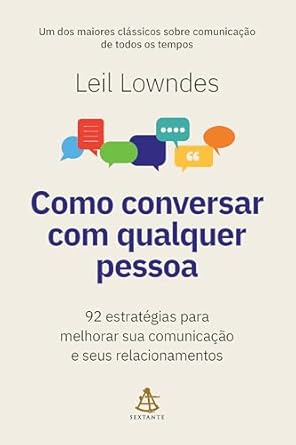 Um dos maiores clássicos sobre comunicação
de todos os tempos
Leil Lowndes
Como conversar
com qualquer
pessoa
92 estratégias para
melhorar sua comunicação
e seus relacionamentos
SEXTANTE